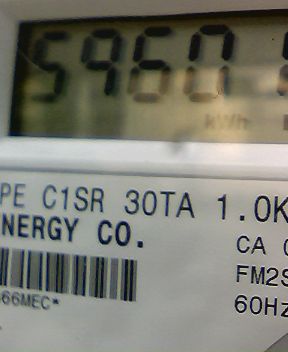 5960
kWh
PE C1SR 30TA 1.0K
NERGY CO.
CA
FM2S
66MEC*
60Hz